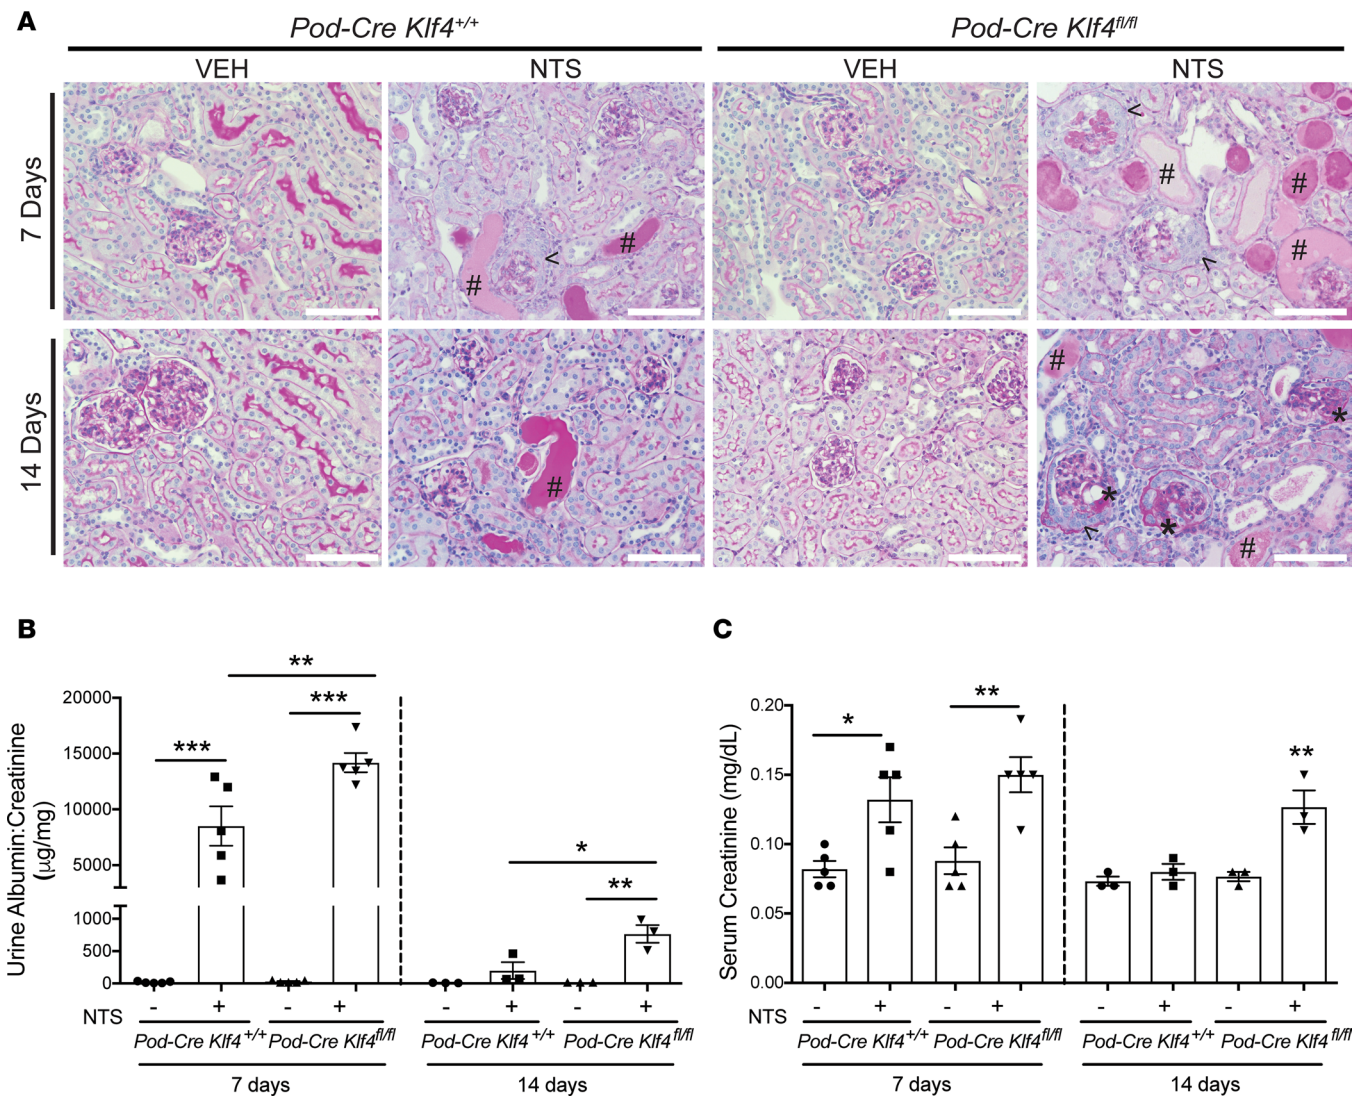 A
Pod-Cre Klf4+/+
Pod-Cre Klf4fl/fl
VEH
NTS
VEH
NTS
7 Days
<
#
#
<
<
#
#
#
14 Days
#
#
*
*
*
<
#
B
Urine Albumin:Creatinine
(µg/mg)
20000
15000
10000
5000
1000
500
0
***
**
***
*
**
NTS
- + - + - + - +
Pod-Cre Klf4+/+ Pod-Cre Klf4fl/fl Pod-Cre Klf4+/+ Pod-Cre Klf4fl/fl
7 days 14 days
C
Serum Creatinine (mg/dL)
0.20
0.15
0.10
0.05
0.00
*
**
**
NTS
- + - + - + - +
Pod-Cre Klf4+/+ Pod-Cre Klf4fl/fl Pod-Cre Klf4+/+ Pod-Cre Klf4fl/fl
7 days 14 days